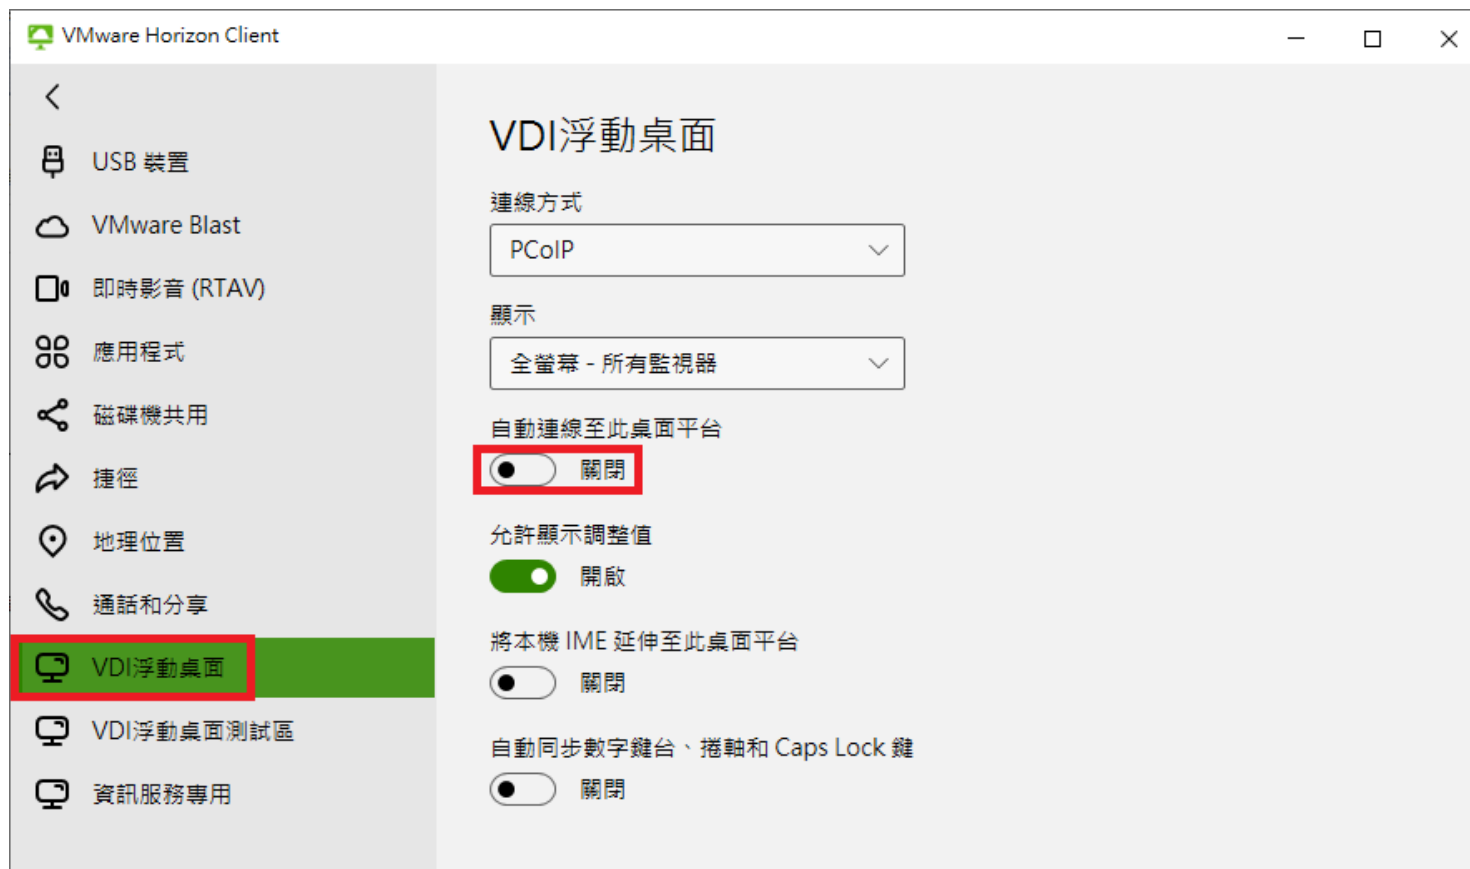 VMware Horizon Client
USB 裝置
VMware Blast
即時影音 (RTAV)
應用程式
磁碟機共用
捷徑
地理位置
通話和分享
VDI浮動桌面
VDI浮動桌面測試區
資訊服務專用
VDI浮動桌面
連線方式
PCoIP
顯示
全螢幕 - 所有監視器
自動連線至此桌面平台
關閉
允許顯示調整值
開啟
將本機 IME 延伸至此桌面平台
關閉
自動同步數字鍵台、捲軸和 Caps Lock 鍵
關閉